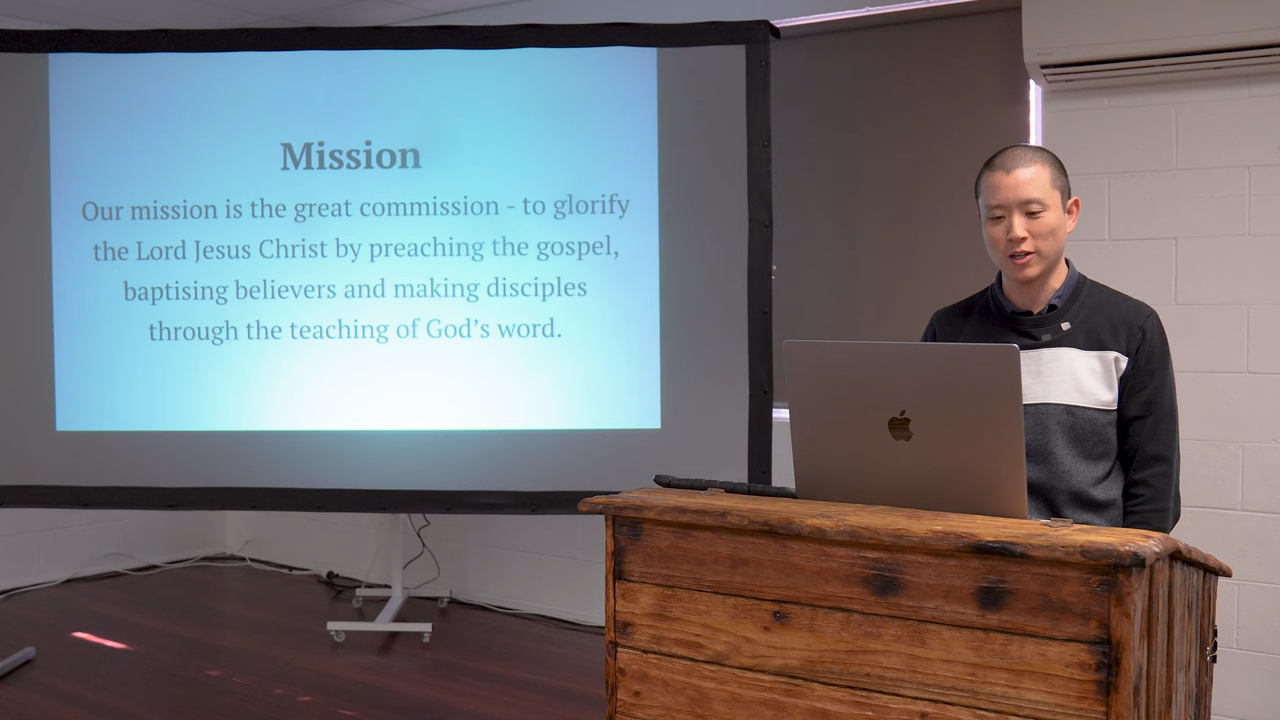 Mission
Our mission is the great commission - to glorify
the Lord Jesus Christ by preaching the gospel,
baptising believers and making disciples
through the teaching of God's word.